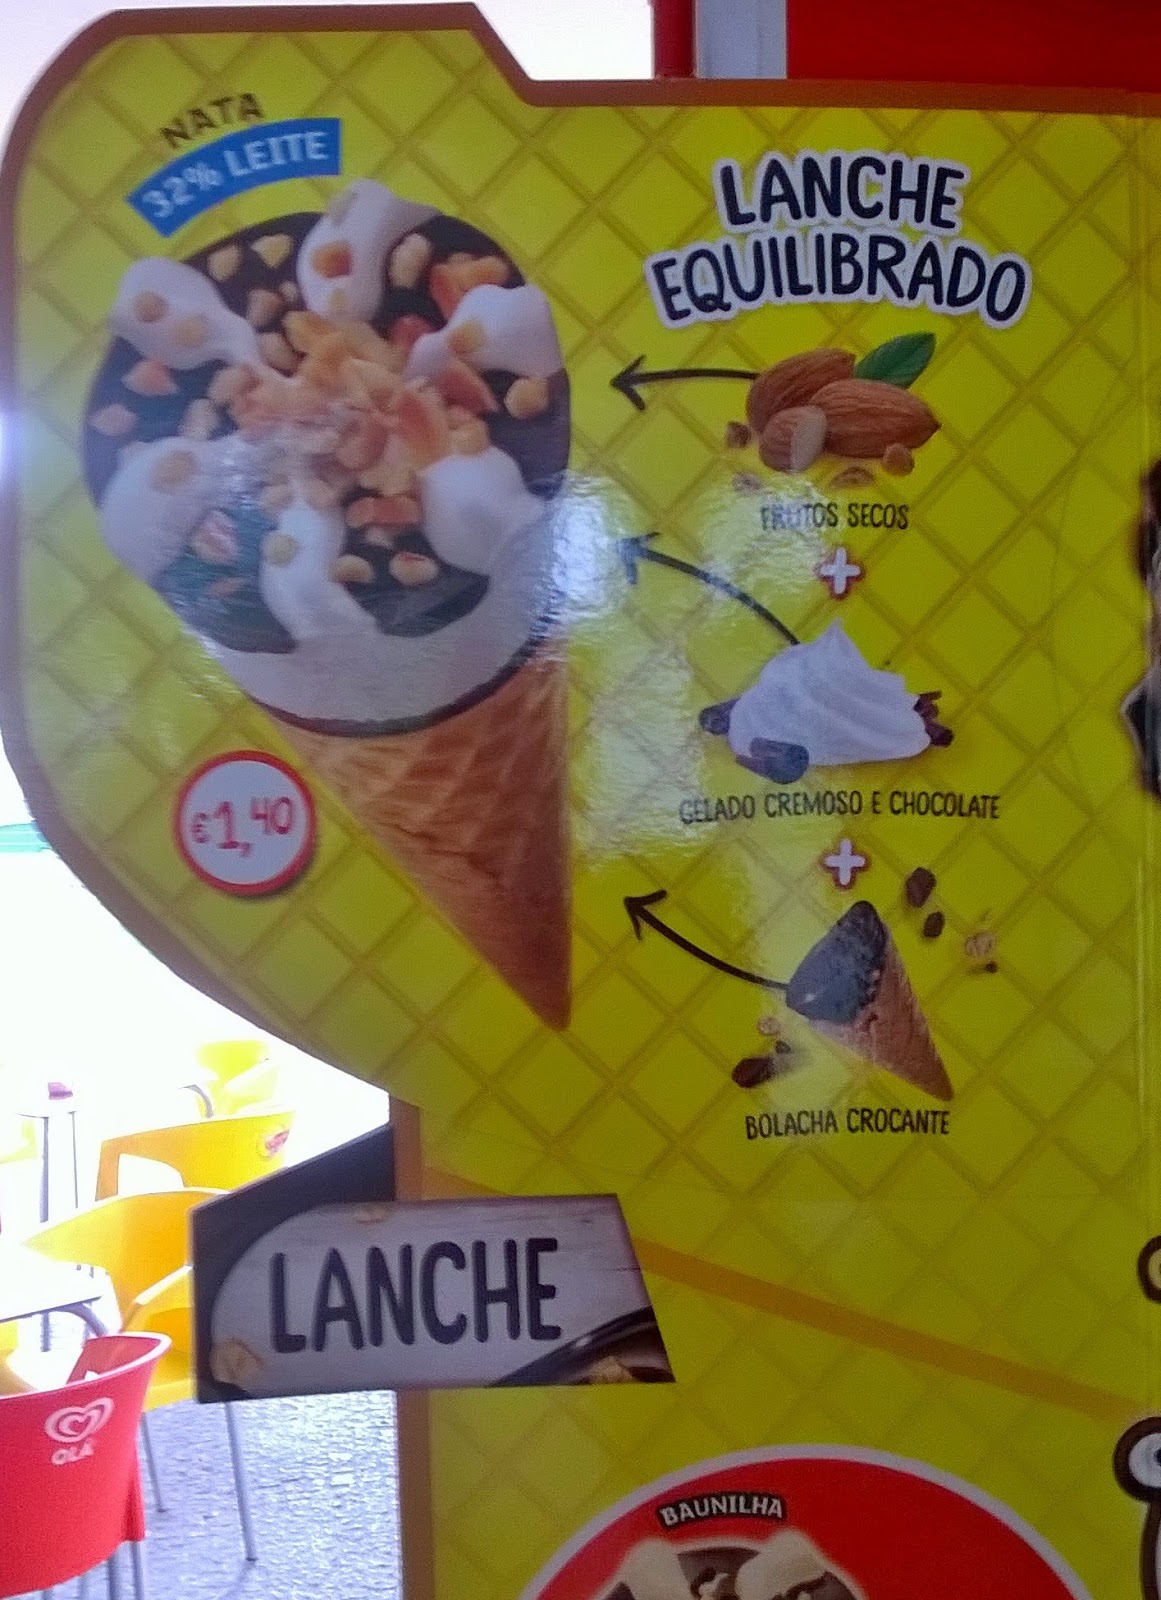 NATA
32% LEITE
LANCHE
EQUILIBRADO
FRUTOS SECOS
+
GELADO CREMOSO E CHOCOLATE
+
BOLACHA CROCANTE
€1,40
LANCHE
OLÁ
BAUNILHA